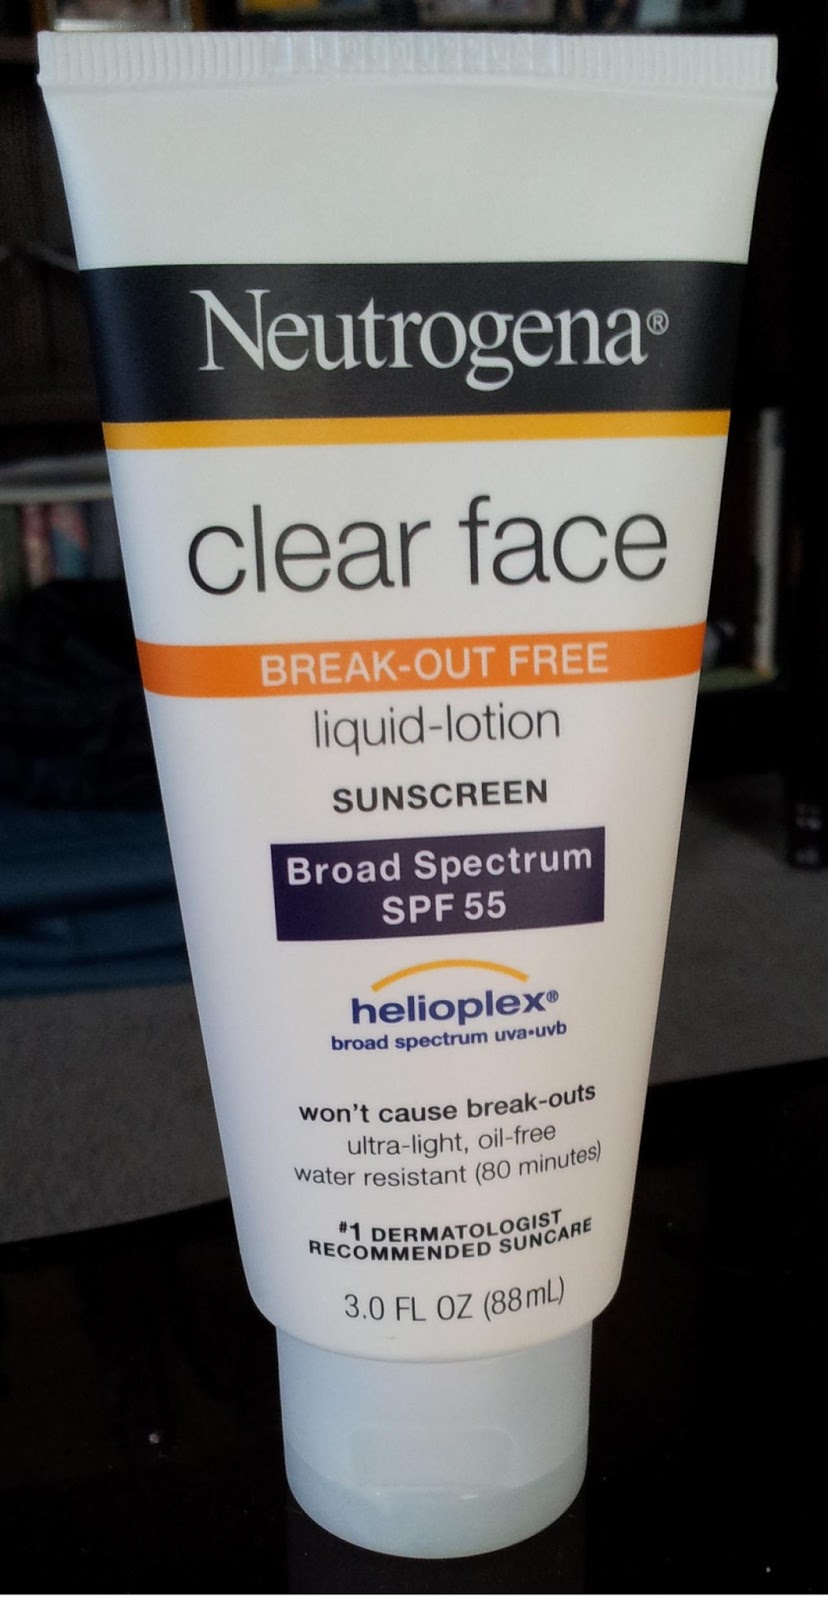 Neutrogena®
clear face
BREAK-OUT FREE
liquid-lotion
SUNSCREEN
Broad Spectrum
SPF 55
helioplex®
broad spectrum uva•uvb
won't cause break-outs
ultra-light, oil-free
water resistant (80 minutes)
#1 DERMATOLOGIST
RECOMMENDED SUNCARE
3.0 FL OZ (88mL)